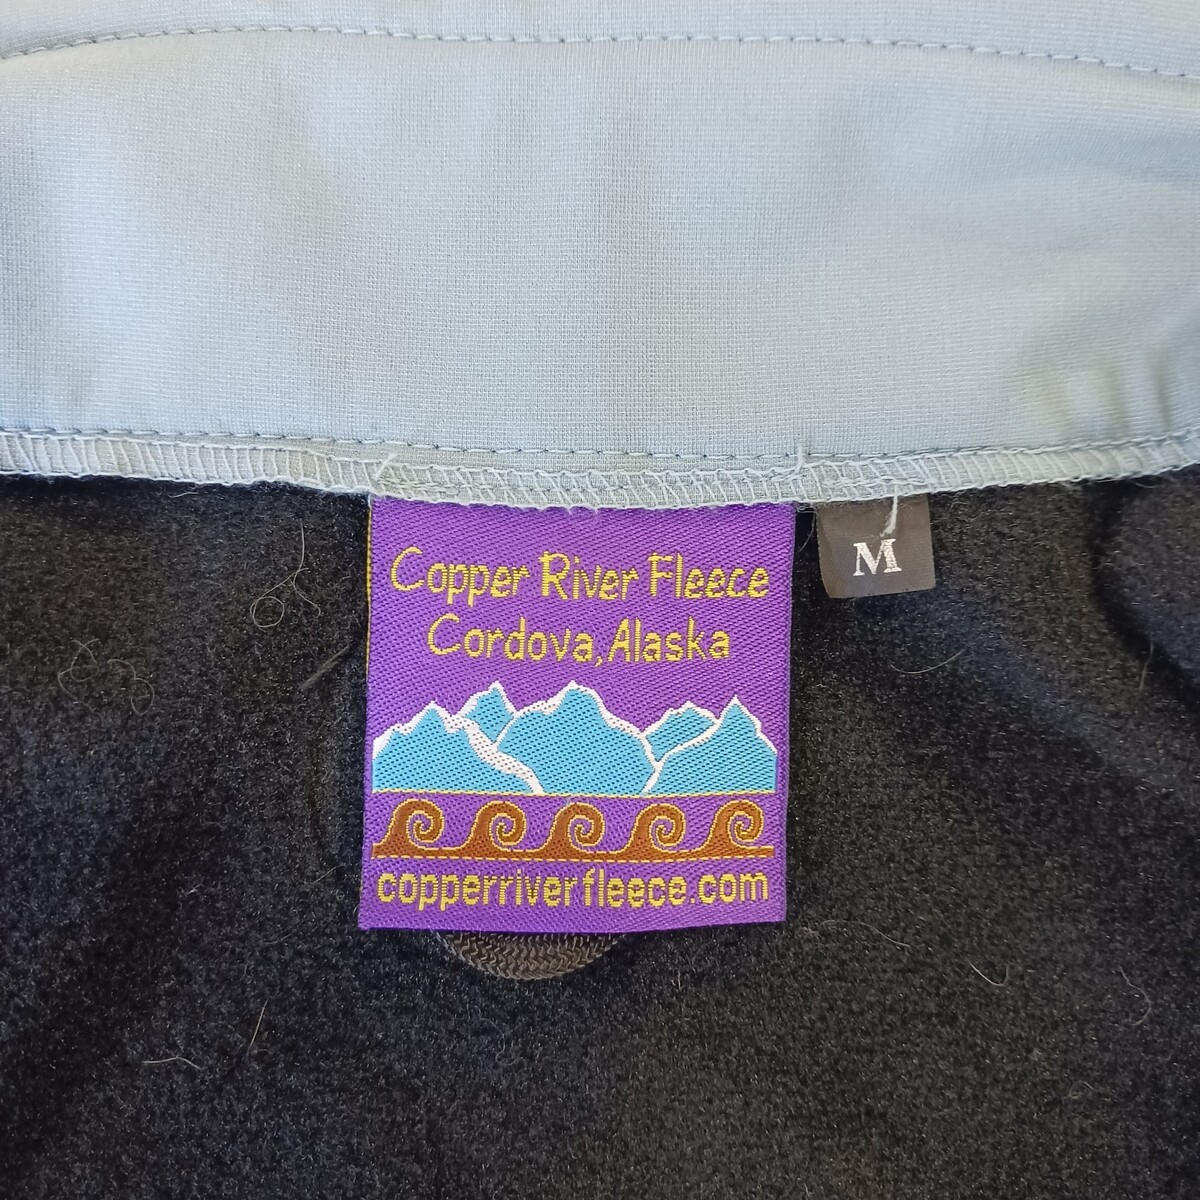 Copper River Fleece
Cordova, Alaska
copperriverfleece.com
M